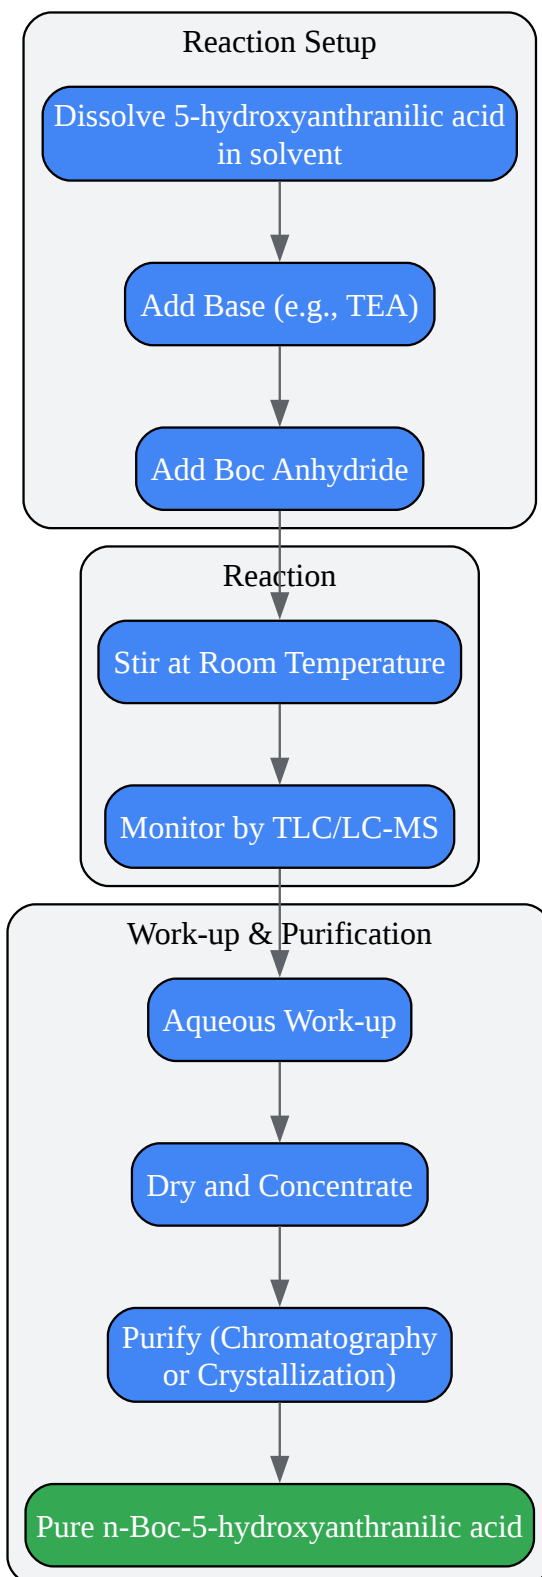 Reaction Setup
Dissolve 5-hydroxyanthranilic acid
in solvent
Add Base (e.g., TEA)
Add Boc Anhydride
Reaction
Stir at Room Temperature
Monitor by TLC/LC-MS
Work-up & Purification
Aqueous Work-up
Dry and Concentrate
Purify (Chromatography
or Crystallization)
Pure n-Boc-5-hydroxyanthranilic acid